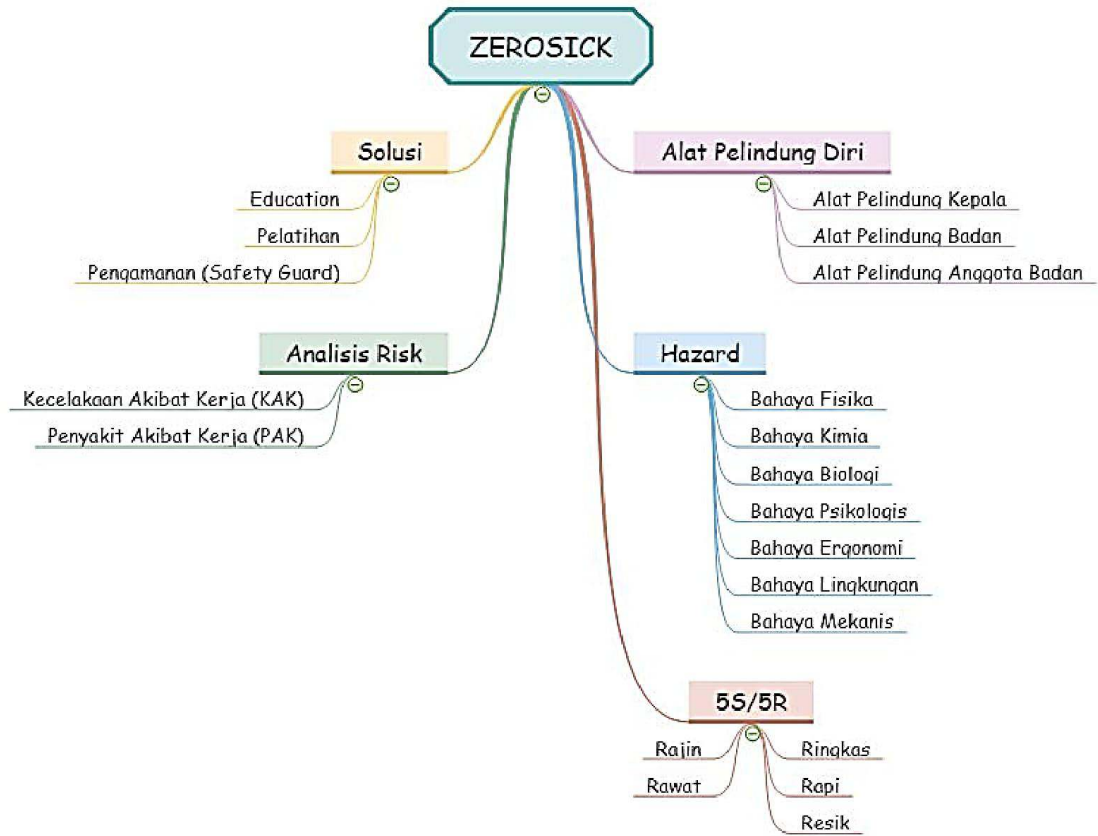 ZEROSICK
Solusi
Education
Pelatihan
Pengamanan (Safety Guard)
Analisis Risk
Kecelakaan Akibat Kerja (KAK)
Penyakit Akibat Kerja (PAK)
Alat Pelindung Diri
Alat Pelindung Kepala
Alat Pelindung Badan
Alat Pelindung Anggota Badan
Hazard
Bahaya Fisika
Bahaya Kimia
Bahaya Biologi
Bahaya Psikologis
Bahaya Ergonomi
Bahaya Lingkungan
Bahaya Mekanis
5S/5R
Rajin
Rawat
Ringkas
Rapi
Resik